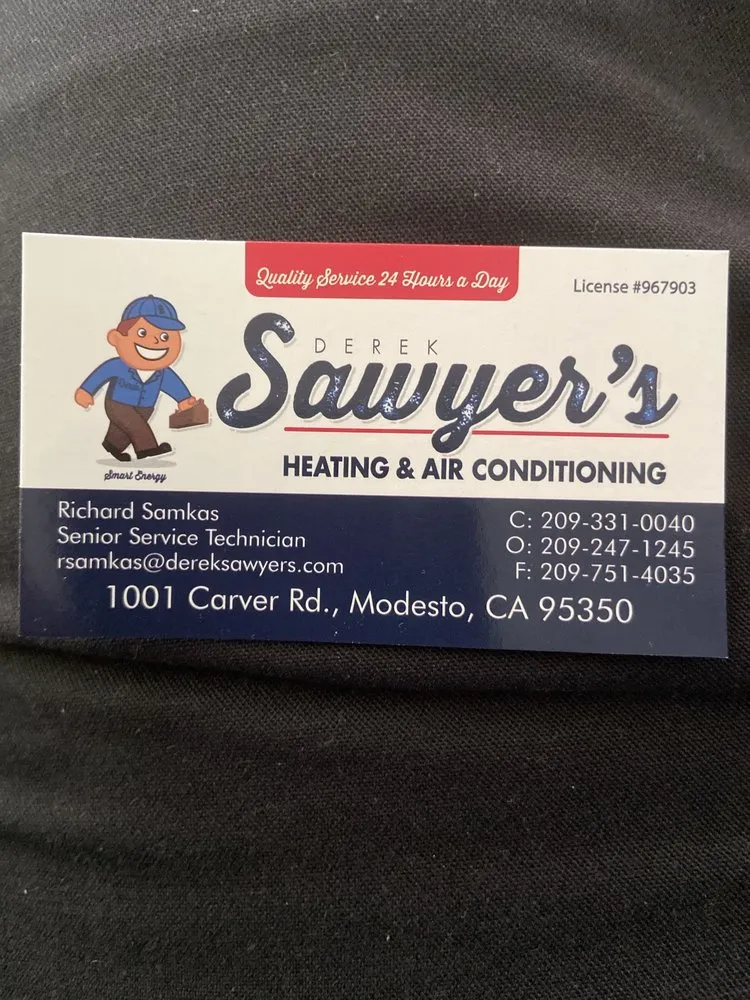 Quality Service 24 Hours a Day
License #967903
DEREK
Sawyer's
HEATING & AIR CONDITIONING
Smart Energy
Richard Samkas
Senior Service Technician
rsamkas@dereksawyers.com
C: 209-331-0040
O: 209-247-1245
F: 209-751-4035
1001 Carver Rd., Modesto, CA 95350